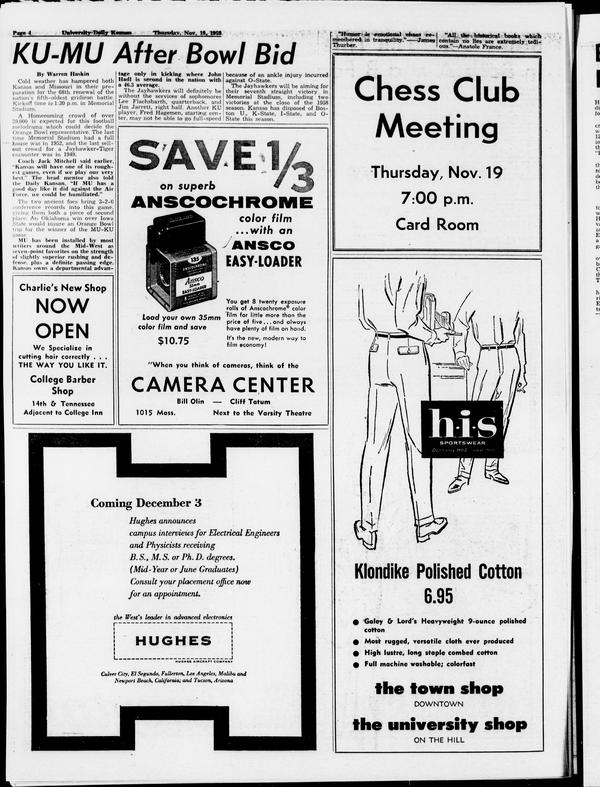 Page 4 University Daily Kansan Thursday, Nov. 19, 1958
KU-MU After Bowl Bid
By Warren Haskin
Cold weather has hampered both
Kansas and Missouri in their pre-
paration for the 68th renewal of the
nation's fifth-oldest gridiron battle.
Kickoff time is 1:30 p.m. in Memorial
Stadium.
A Homecoming crowd of over
is expected for this football
melodrama which could decide the
Orange Bowl representative. The last
time Memorial Stadium had a full
house was in 1952, and the last sell-
out crowd for a Jayhawker-Tiger
encounter was in 1949.
Coach Jack Mitchell said earlier,
"Kansas will have one of its rough-
est games, even if we play our very
best." The head mentor also told
the Daily Kansan, "If MU has a
good day like it did against the Air
Force, we could be humiliated."
The two ancient foes bring 3-2-0
conference records into this game,
giving them both a piece of second
place. An Oklahoma win over Iowa
State would insure an Orange Bowl
trip for the winner of the MU-KU
game.
MU has been installed by most
writers around the Mid-West as
seven-point favorites on the strength
of slightly superior rushing and de-
fense, plus a definite passing edge.
Kansas owns a departmental advan-
tage only in kicking where John
Hadl is second in the nation with
a 46.3 average.
The Jayhawkers will definitely be
without the services of sophomores
Lee Flachsbarth, quarterback, and
Jim Jarrett, right half. Another KU
player, Fred Hageman, starting cen-
ter, may not be able to go full-speed
because of an ankle injury incurred
against O-State.
The Jayhawkers will be aiming for
their seventh straight victory in
Memorial Stadium, including two
victories at the close of the 1958
season. Kansas has disposed of Bos-
ton U., K-State, I-State, and O-
State this season.
"Humor is emotional chaos re-
membered in tranquility."—James
Thurber.
"All the historical books which
contain no lies are extremely tedi-
ous."—Anatole France.
Chess Club
Meeting
Thursday, Nov. 19
7:00 p.m.
Card Room
SAVE 1/3
on superb
ANSCOCHROME
color film
...with an
ANSCO
EASY-LOADER
135
Ansco
Load your own 35mm
color film and save
$10.75
You get 8 twenty exposure
rolls of Anscochrome® color
film for little more than the
price of five...and always
have plenty of film on hand.
It's the new, modern way to
film economy!
"When you think of cameras, think of the
CAMERA CENTER
Bill Olin — Cliff Tatum
1015 Mass. Next to the Varsity Theatre
Charlie's New Shop
NOW
OPEN
We Specialize in
cutting hair correctly . . .
THE WAY YOU LIKE IT.
College Barber
Shop
14th & Tennessee
Adjacent to College Inn
Coming December 3
Hughes announces
campus interviews for Electrical Engineers
and Physicists receiving
B.S., M.S. or Ph.D. degrees.
(Mid-Year or June Graduates)
Consult your placement office now
for an appointment.
the West's leader in advanced electronics
HUGHES
HUGHES AIRCRAFT COMPANY
Culver City, El Segundo, Fullerton, Los Angeles, Malibu and
Newport Beach, California; and Tucson, Arizona
h·i·s
SPORTSWEAR
Klondike Polished Cotton
6.95
● Galey & Lord's Heavyweight 9-ounce polished
cotton
● Most rugged, versatile cloth ever produced
● High lustre, long staple combed cotton
● Full machine washable; colorfast
the town shop
DOWNTOWN
the university shop
ON THE HILL